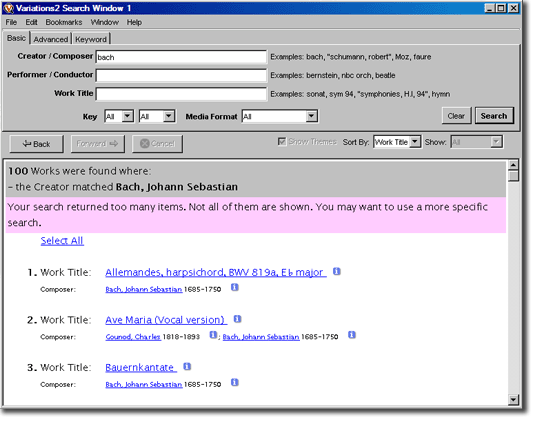 Variations2 Search Window 1
File Edit Bookmarks Window Help
Basic Advanced Keyword
Creator / Composer bach Examples: bach, "schumann, robert", Moz, faure
Performer / Conductor Examples: bernstein, nbc orch, beatle
Work Title Examples: sonat, sym 94, "symphonies, H.I, 94", hymn
Key All All Media Format All Clear Search
Back Forward Cancel Show Themes Sort By: Work Title Show: All
100 Works were found where:
- the Creator matched Bach, Johann Sebastian
Your search returned too many items. Not all of them are shown. You may want to use a more specific
search.
Select All
1. Work Title: Allemandes, harpsichord, BWV 819a, E♭ major
Composer: Bach, Johann Sebastian 1685-1750
2. Work Title: Ave Maria (Vocal version)
Composer: Gounod, Charles 1818-1893 ; Bach, Johann Sebastian 1685-1750
3. Work Title: Bauernkantate
Composer: Bach, Johann Sebastian 1685-1750